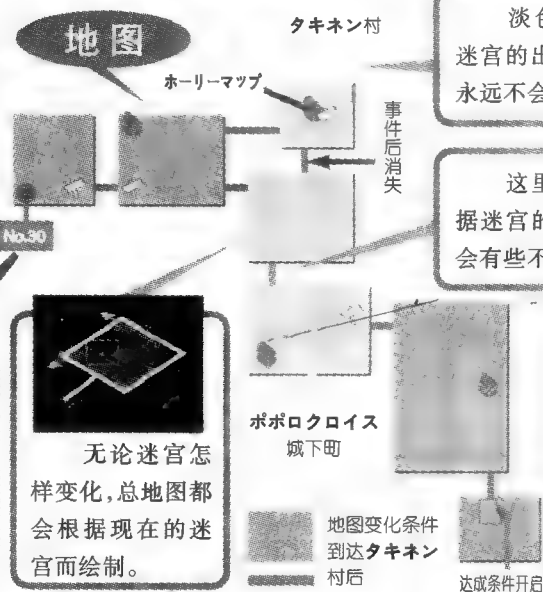 地图
タキネン村
ホーリーマップ
事件后消失
淡色
迷宫的出
永远不会
这里
据迷宫的
会有些不
No.30
无论迷宫怎
样变化，总地图都
会根据现在的迷
宫而绘制。
ポポロクロイス
城下町
地图变化条件
到达タキネン
村后
达成条件开启